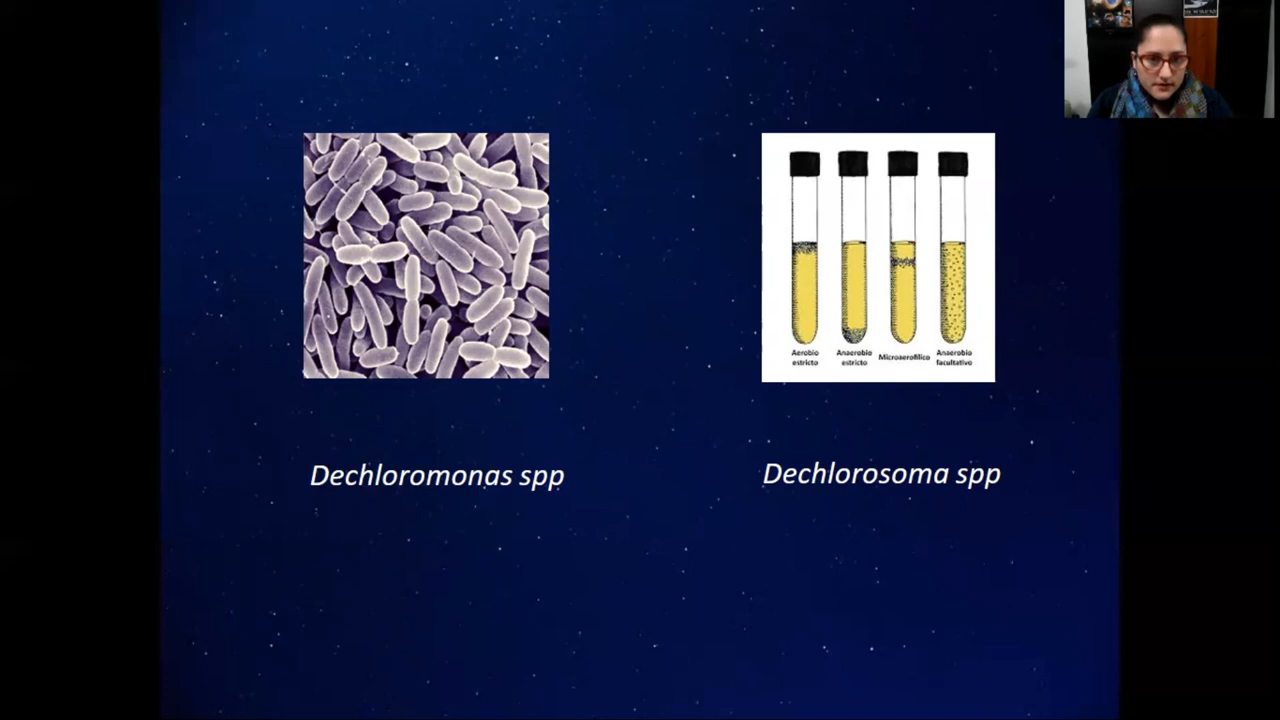 Aerobio
estricto
Anaerobio
estricto
Microaerofílico
Anaerobio
facultativo
Dechloromonas spp
Dechlorosoma spp